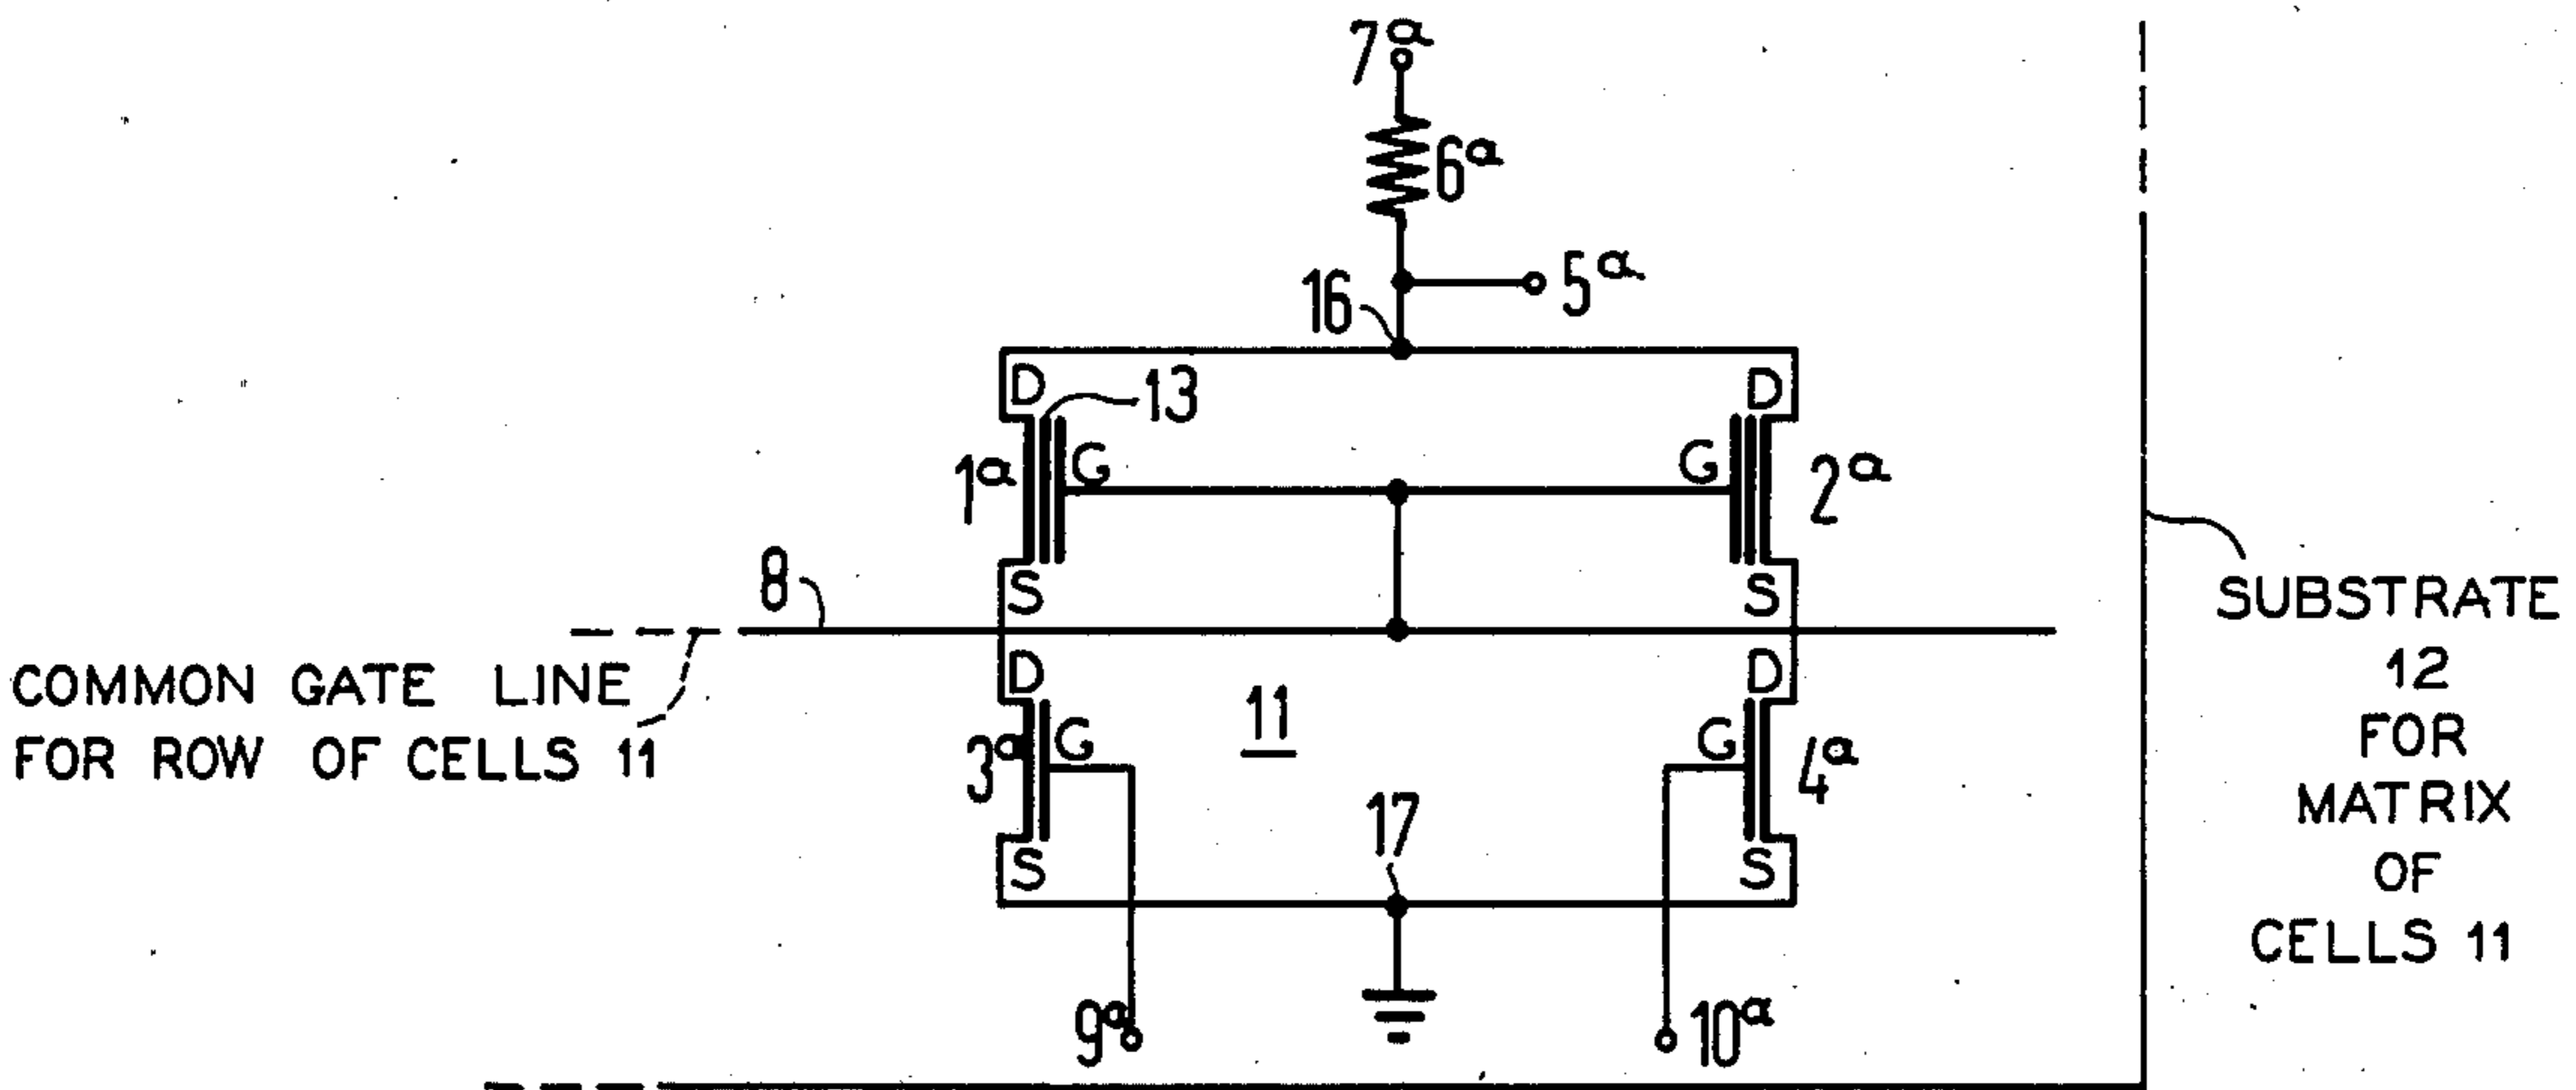 7a
6a
5a
16
D
13
D
1a
G
G
2a
8
S
S
COMMON GATE LINE
FOR ROW OF CELLS 11
D
D
3a
G
11
G
4a
S
17
S
9a
10a
SUBSTRATE
12
FOR
MATRIX
OF
CELLS 11